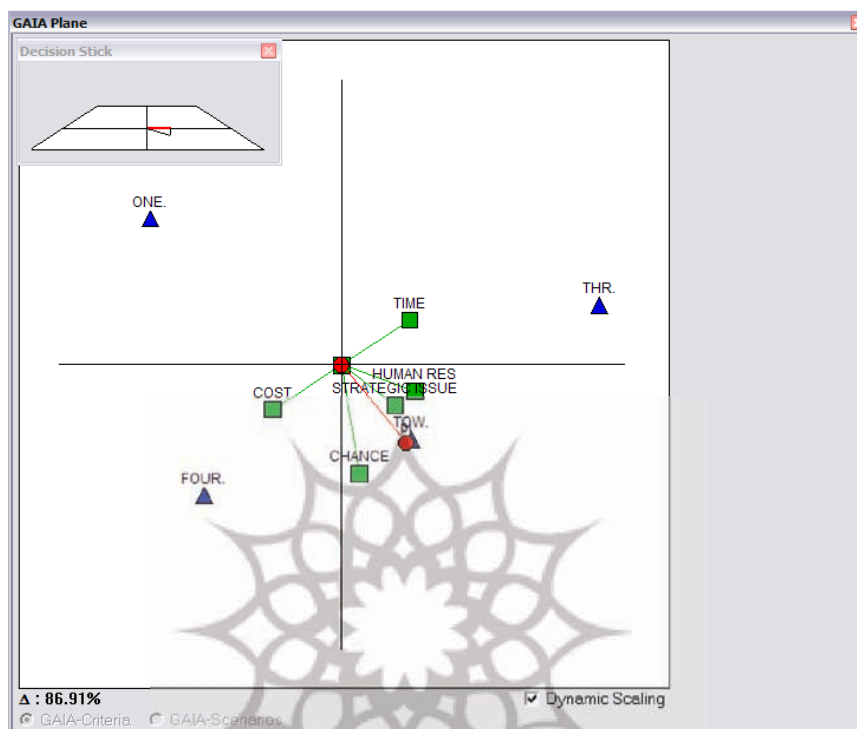 GAIA Plane
Decision Stick
ONE.
THR.
TIME
HUMAN RES
STRATEGIC ISSUE
COST
TOW.
CHANCE
FOUR.
Δ : 86.91%
Dynamic Scaling
GAIA-Criteria GAIA-Scenarios